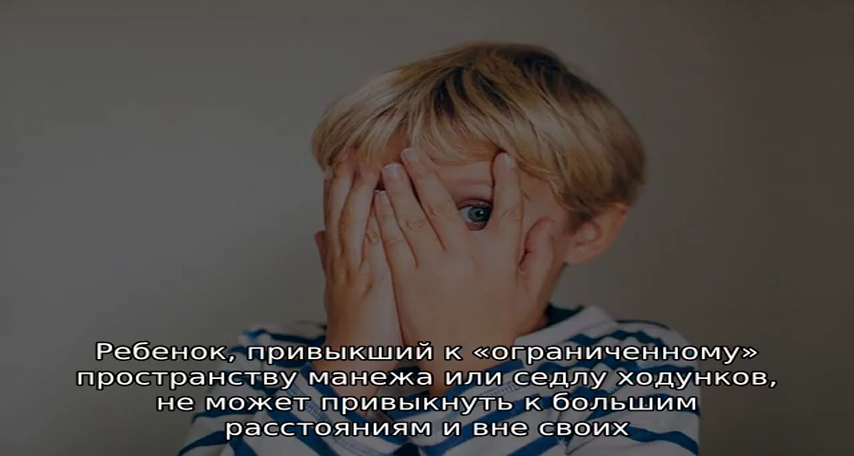 Ребенок, привыкший к «ограниченному»
пространству манежа или седлу ходунков,
не может привыкнуть к большим
расстояниям и вне своих